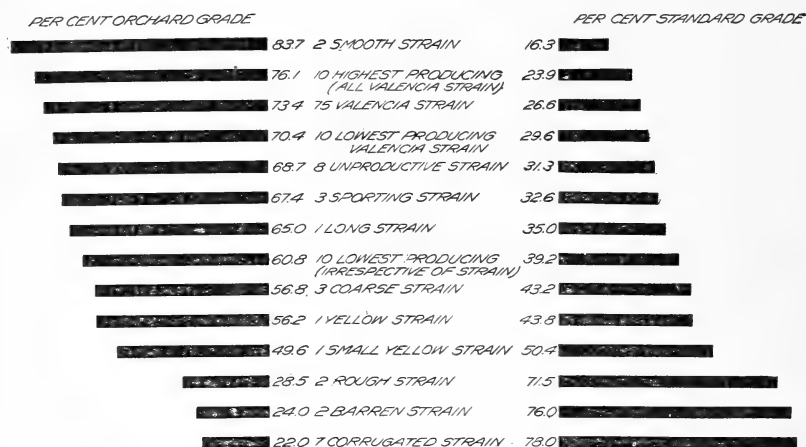 PER CENT ORCHARD GRADE PER CENT STANDARD GRADE
83.7 2 SMOOTH STRAIN 16.3
76.1 10 HIGHEST PRODUCING 23.9
(ALL VALENCIA STRAIN)
73.4 75 VALENCIA STRAIN 26.6
70.4 10 LOWEST PRODUCING 29.6
VALENCIA STRAIN
68.7 8 UNPRODUCTIVE STRAIN 31.3
67.4 3 SPORTING STRAIN 32.6
65.0 1 LONG STRAIN 35.0
60.8 10 LOWEST PRODUCING 39.2
(IRRESPECTIVE OF STRAIN)
56.8 3 COARSE STRAIN 43.2
56.2 1 YELLOW STRAIN 43.8
49.6 1 SMALL YELLOW STRAIN 50.4
28.5 2 ROUGH STRAIN 71.5
24.0 2 BARREN STRAIN 76.0
22.0 7 CORRUGATED STRAIN 78.0